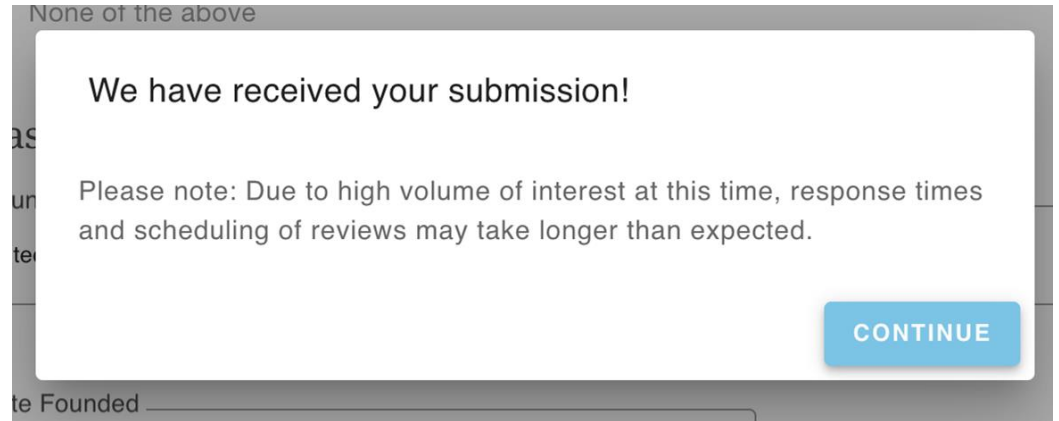 None of the above
We have received your submission!
Please note: Due to high volume of interest at this time, response times
and scheduling of reviews may take longer than expected.
CONTINUE
te Founded